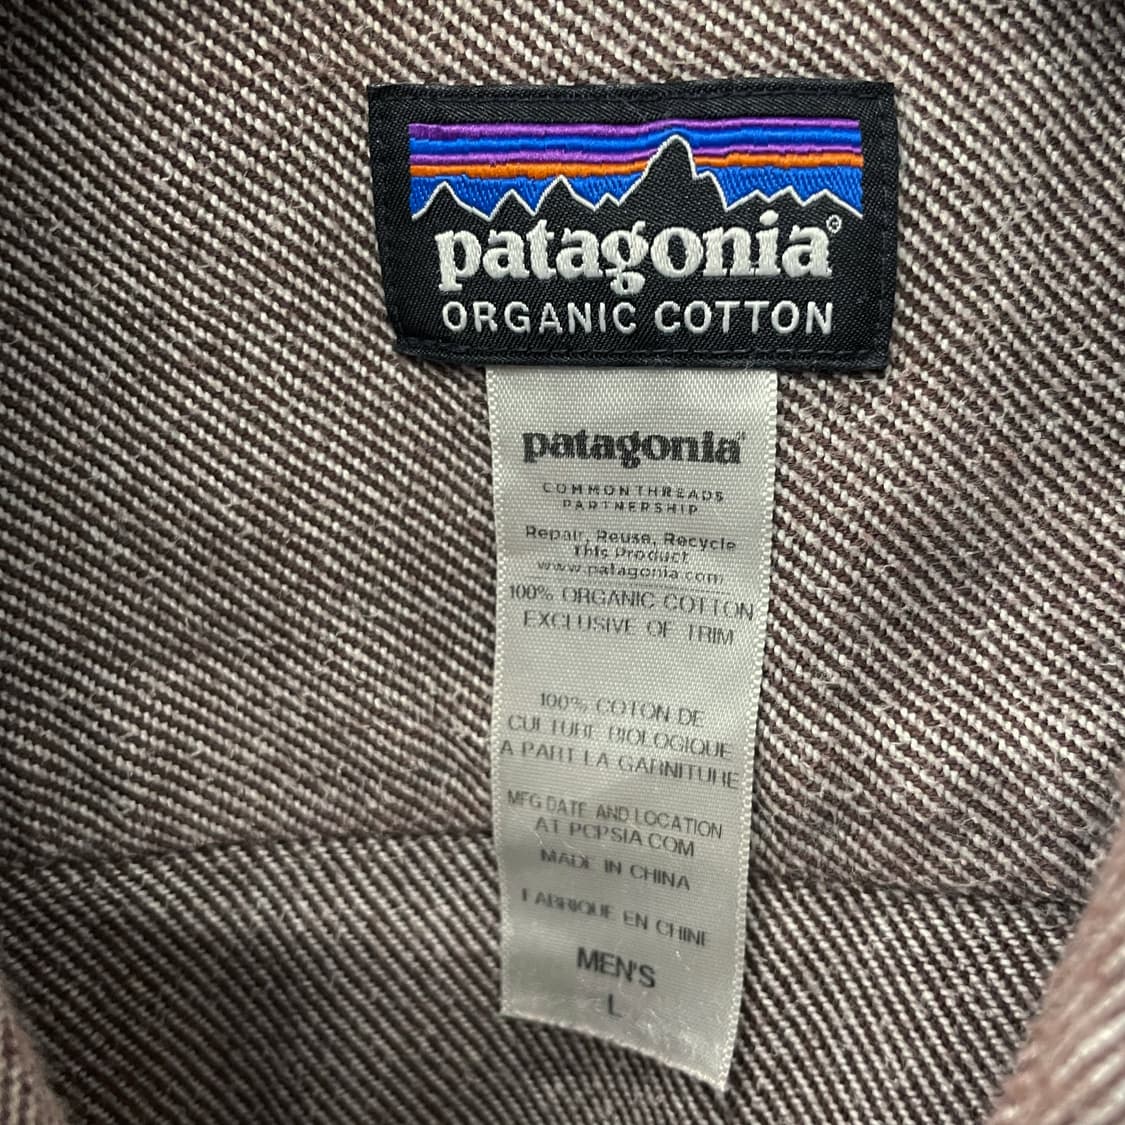 patagonia®
ORGANIC COTTON
patagonia®
COMMON THREADS
PARTNERSHIP
Repair, Reuse, Recycle
This Product
www.patagonia.com
100% ORGANIC COTTON
EXCLUSIVE OF TRIM
100% COTON DE
CULTURE BIOLOGIQUE
A PART LA GARNITURE
MFG DATE AND LOCATION
AT PCPSIA COM
MADE IN CHINA
FABRIQUE EN CHINE
MEN'S
L